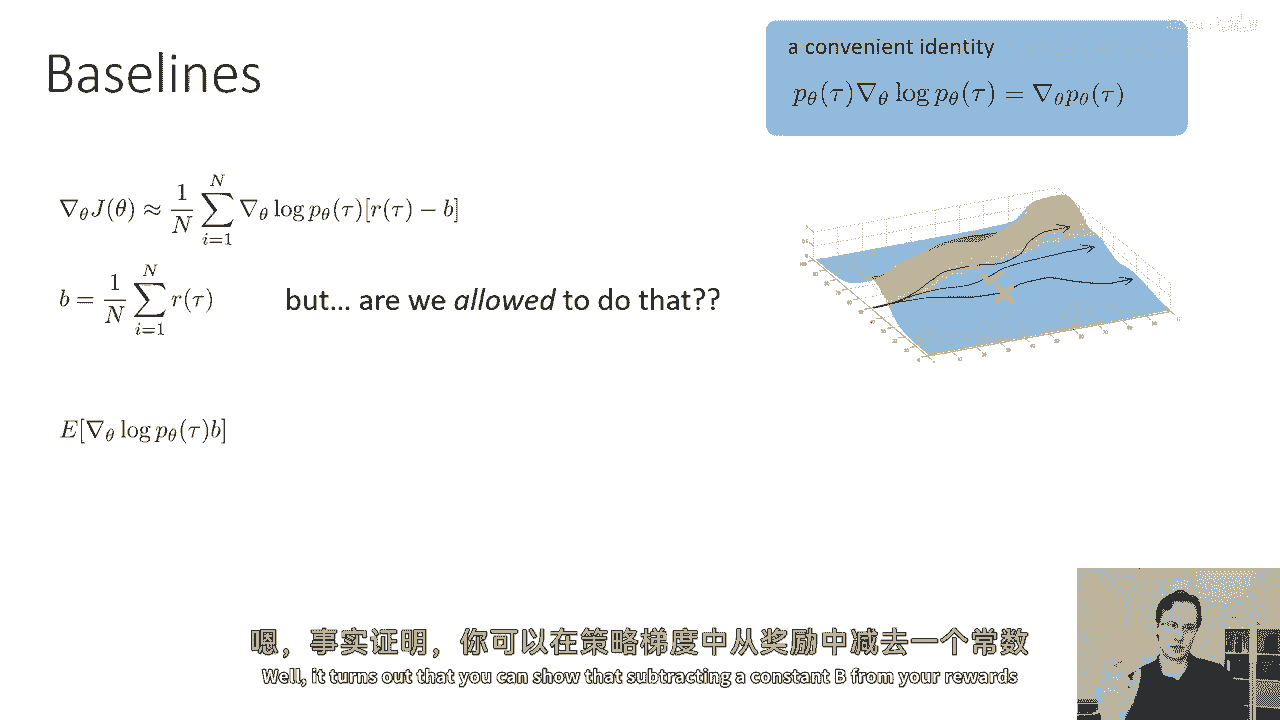 Baselines
a convenient identity
$p_\theta(\tau)\nabla_\theta \log p_\theta(\tau) = \nabla_\theta p_\theta(\tau)$
$\nabla_\theta J(\theta) \approx \frac{1}{N}\sum_{i=1}^{N} \nabla_\theta \log p_\theta(\tau)[r(\tau) - b]$
$b = \frac{1}{N}\sum_{i=1}^{N} r(\tau)$ but... are we allowed to do that??
$E[\nabla_\theta \log p_\theta(\tau) b]$
嗯，事实证明，你可以在策略梯度中从奖励中减去一个常数
Well, it turns out that you can show that subtracting a constant B from your rewards